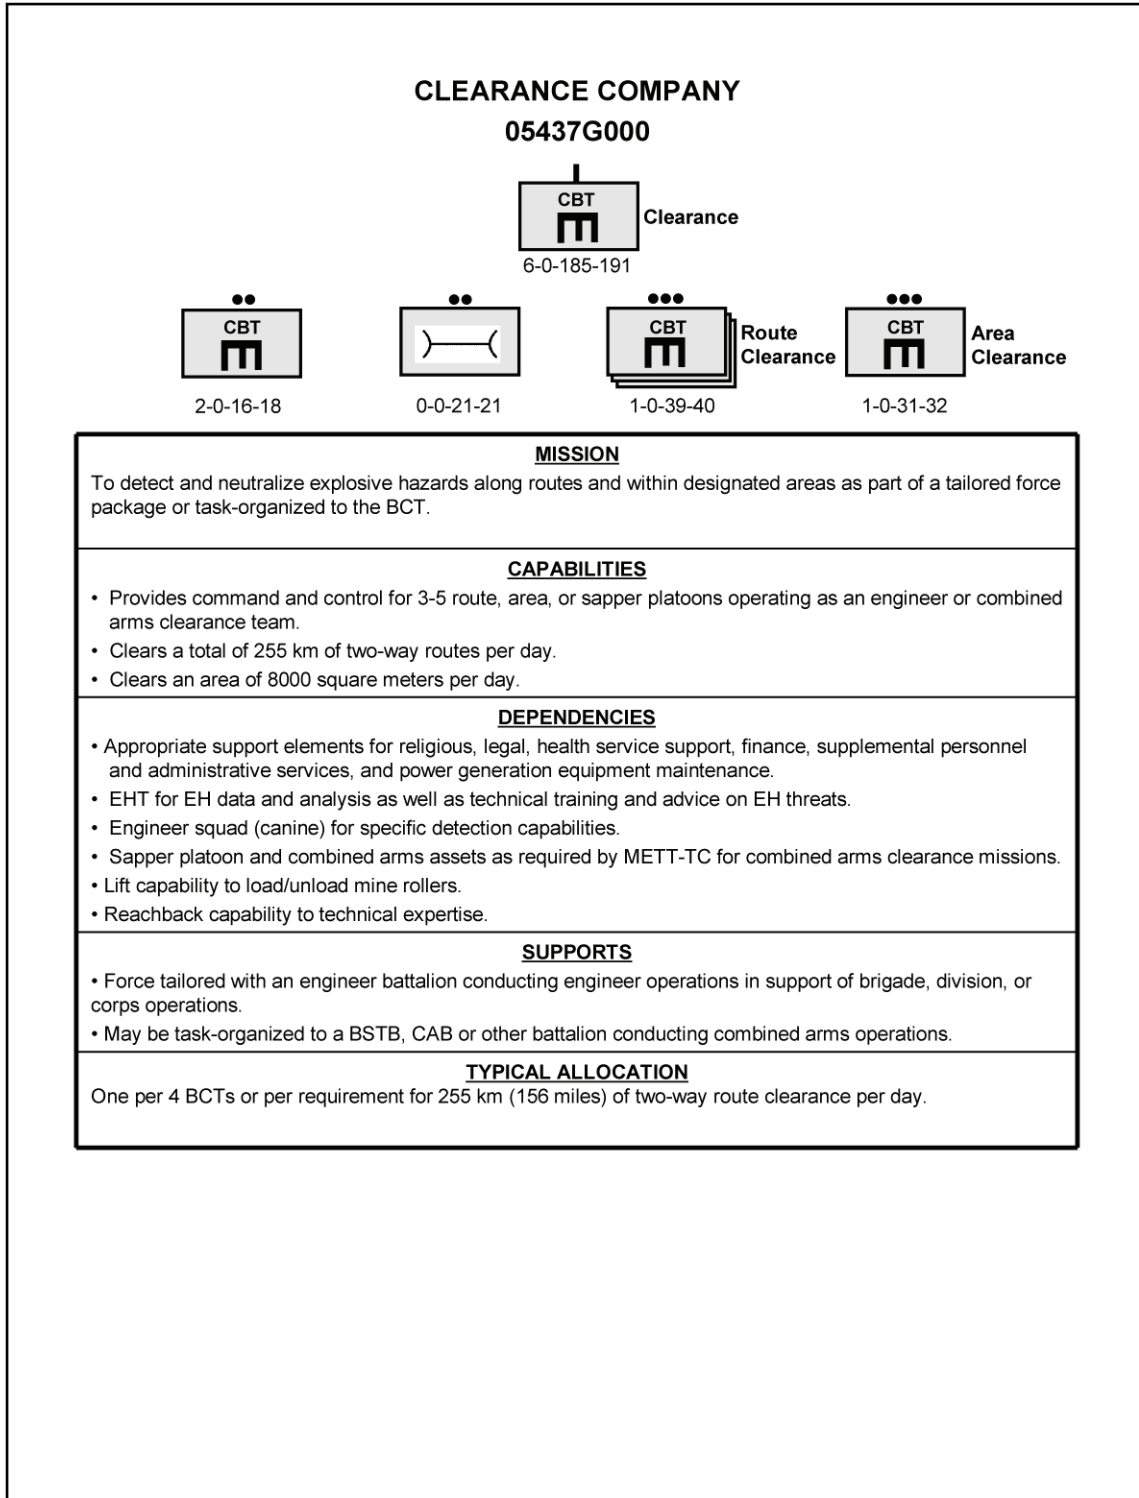 CLEARANCE COMPANY
05437G000
CBT
Clearance
6-0-185-191
CBT
2-0-16-18
0-0-21-21
CBT
Route
Clearance
1-0-39-40
CBT
Area
Clearance
1-0-31-32
MISSION
To detect and neutralize explosive hazards along routes and within designated areas as part of a tailored force
package or task-organized to the BCT.
CAPABILITIES
• Provides command and control for 3-5 route, area, or sapper platoons operating as an engineer or combined
arms clearance team.
• Clears a total of 255 km of two-way routes per day.
• Clears an area of 8000 square meters per day.
DEPENDENCIES
• Appropriate support elements for religious, legal, health service support, finance, supplemental personnel
and administrative services, and power generation equipment maintenance.
• EHT for EH data and analysis as well as technical training and advice on EH threats.
• Engineer squad (canine) for specific detection capabilities.
• Sapper platoon and combined arms assets as required by METT-TC for combined arms clearance missions.
• Lift capability to load/unload mine rollers.
• Reachback capability to technical expertise.
SUPPORTS
• Force tailored with an engineer battalion conducting engineer operations in support of brigade, division, or
corps operations.
• May be task-organized to a BSTB, CAB or other battalion conducting combined arms operations.
TYPICAL ALLOCATION
One per 4 BCTs or per requirement for 255 km (156 miles) of two-way route clearance per day.